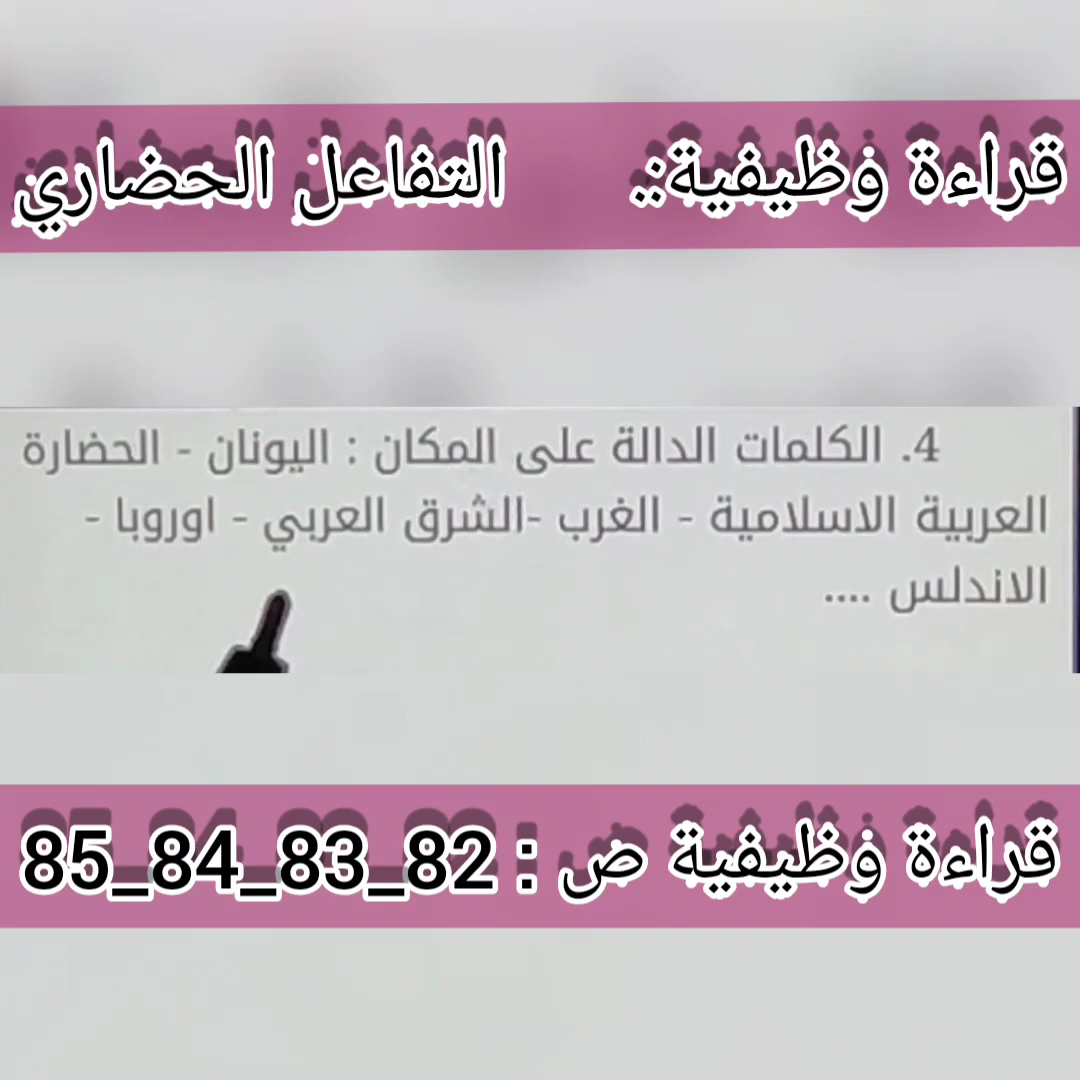 قراءة وظيفية:. التفاعل الحضاري
4. الكلمات الدالة على المكان : اليونان - الحضارة
العربية الاسلامية - الغرب -الشرق العربي - اوروبا -
الاندلس ....
قراءة وظيفية ص : 82_83_84_85